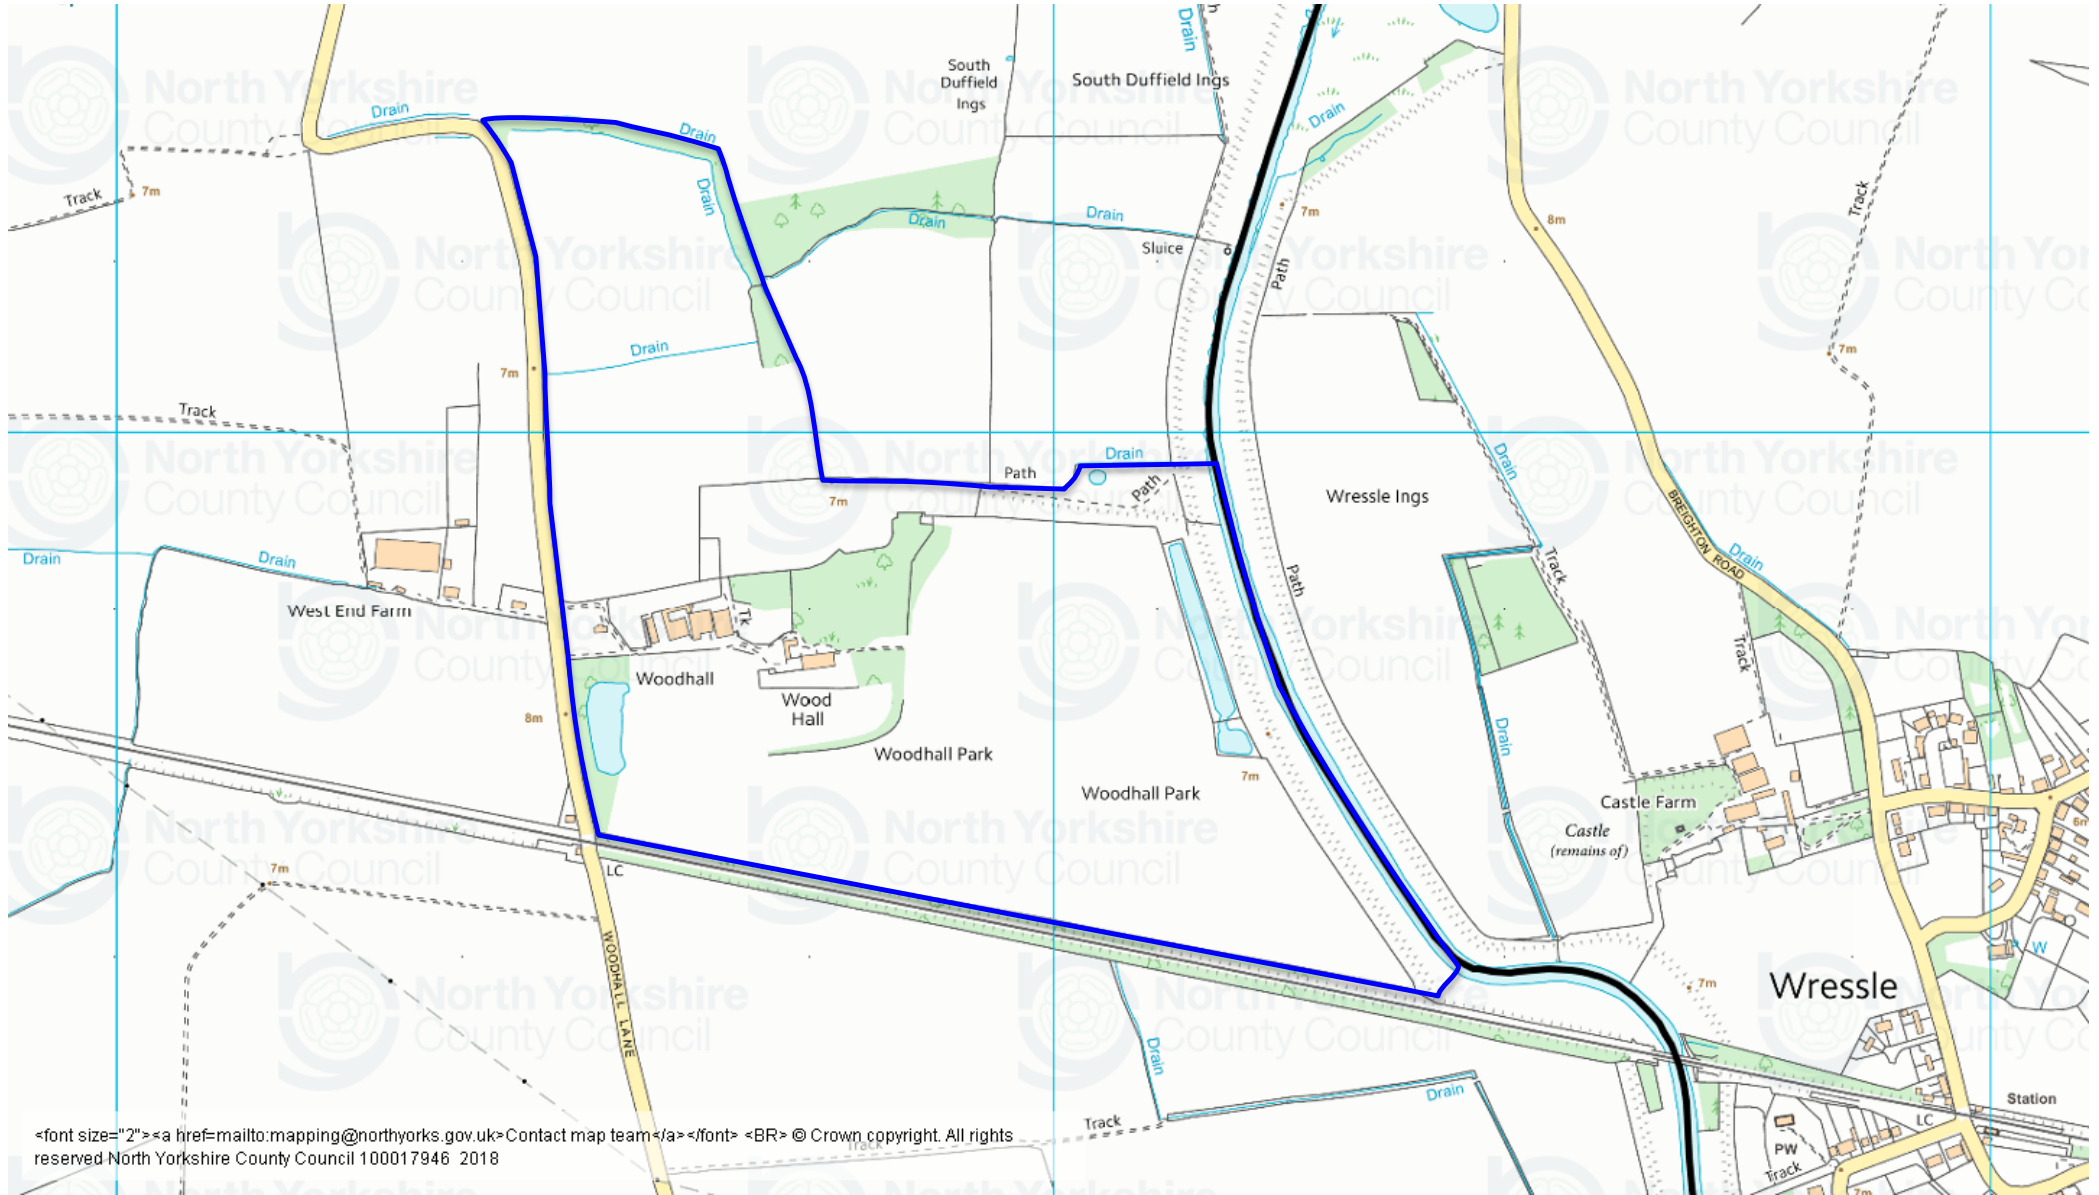 South
Duffield
Ings
South Duffield Ings
Drain
Drain
Drain
Drain
Drain
Drain
Drain
Track
7m
7m
8m
Sluice
Path
Track
7m
Drain
7m
Track
Path
Drain
7m
Path
Wressle Ings
Drain
BREIGHTON ROAD
Drain
Drain
Drain
West End Farm
Tk
Path
Track
Track
Woodhall
Wood
Hall
8m
Woodhall Park
Woodhall Park
7m
Drain
Castle Farm
Castle
(remains of)
6m
7m
LC
WOODHALL LANE
W
Wressle
7m
Drain
Drain
Track
Track
Station
LC
PW
Track
7m
<font size="2"><a href=mailto:mapping@northyorks.gov.uk>Contact map team</a></font> <BR> © Crown copyright. All rights
reserved North Yorkshire County Council 100017946 2018
North Yorkshire
County Council